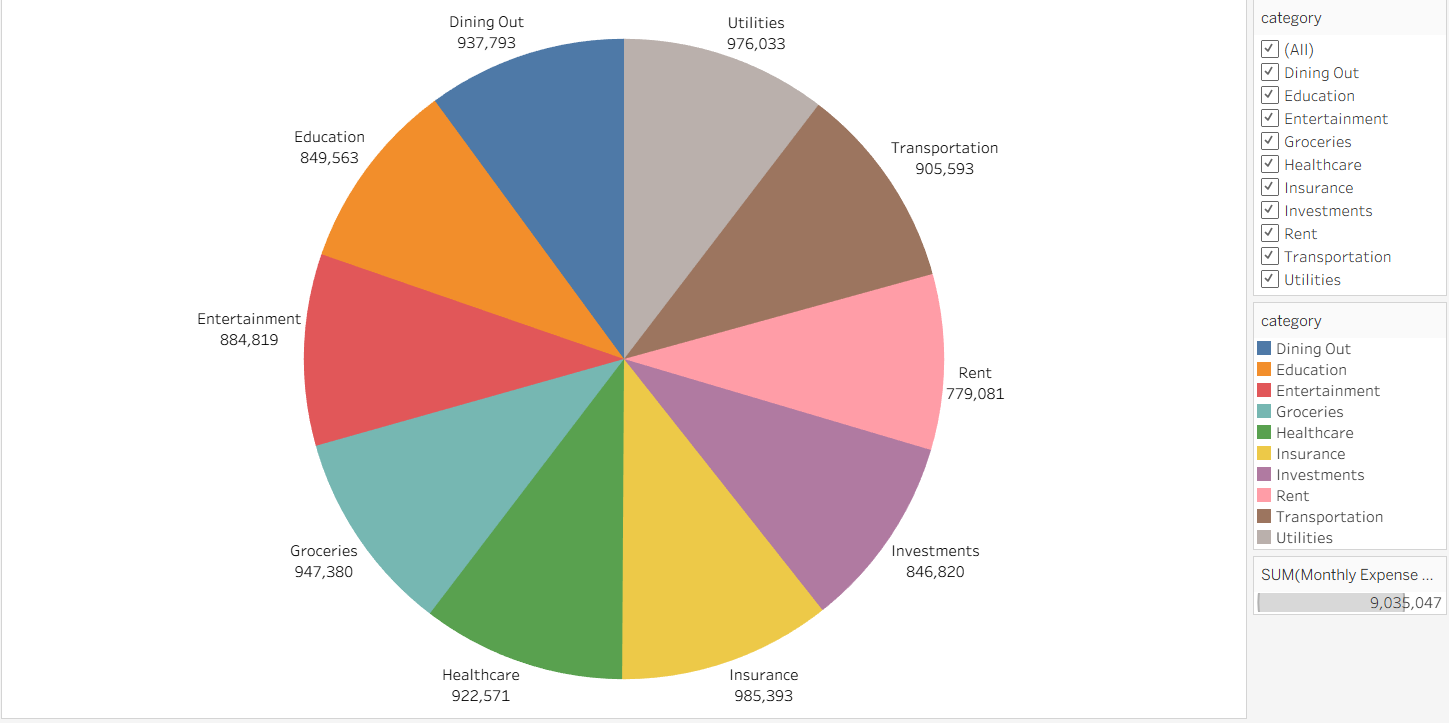 Dining Out
937,793
Utilities
976,033
Education
849,563
Transportation
905,593
Entertainment
884,819
Rent
779,081
Groceries
947,380
Investments
846,820
Healthcare
922,571
Insurance
985,393
category
(All)
Dining Out
Education
Entertainment
Groceries
Healthcare
Insurance
Investments
Rent
Transportation
Utilities
category
Dining Out
Education
Entertainment
Groceries
Healthcare
Insurance
Investments
Rent
Transportation
Utilities
SUM(Monthly Expense ...
9,035,047